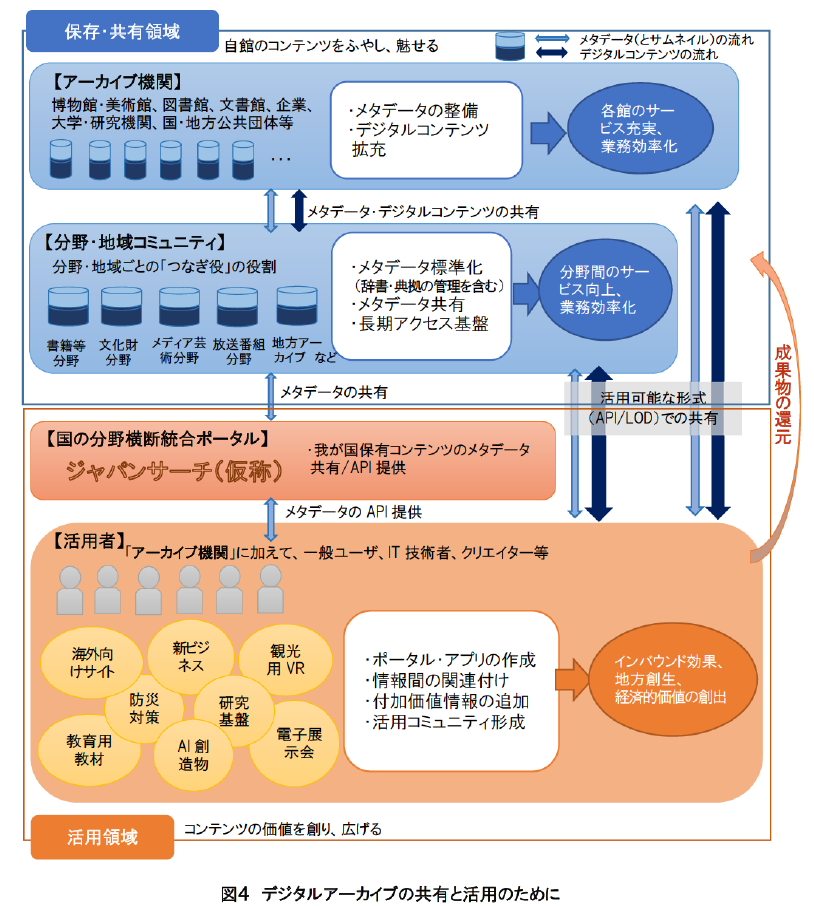 保存・共有領域
自館のコンテンツをふやし、魅せる
メタデータ(とサムネイル)の流れ
デジタルコンテンツの流れ
【アーカイブ機関】
博物館・美術館、図書館、文書館、企業、
大学・研究機関、国・地方公共団体等
・・・
・メタデータの整備
・デジタルコンテンツ
拡充
各館のサー
ビス充実、
業務効率化
メタデータ・デジタルコンテンツの共有
【分野・地域コミュニティ】
分野・地域ごとの「つなぎ役」の役割
書籍等
分野
文化財
分野
メディア芸
術分野
放送番組
分野
地方アー
カイブ など
・メタデータ標準化
(辞書・典拠の管理を含む)
・メタデータ共有
・長期アクセス基盤
分野間のサー
ビス向上、
業務効率化
メタデータの共有
活用可能な形式
(API/LOD)での共有
成果物の還元
【国の分野横断統合ポータル】
ジャパンサーチ(仮称)
・我が国保有コンテンツのメタデータ
共有/API 提供
メタデータの API 提供
【活用者】
「アーカイブ機関」に加えて、一般ユーザ、IT 技術者、クリエイター等
海外向
けサイト
新ビジ
ネス
観光
用 VR
防災
対策
研究
基盤
教育用
教材
AI 創
造物
電子展
示会
・ポータル・アプリの作成
・情報間の関連付け
・付加価値情報の追加
・活用コミュニティ形成
インバウンド効果、
地方創生、
経済的価値の創出
活用領域
コンテンツの価値を創り、広げる
図4 デジタルアーカイブの共有と活用のために